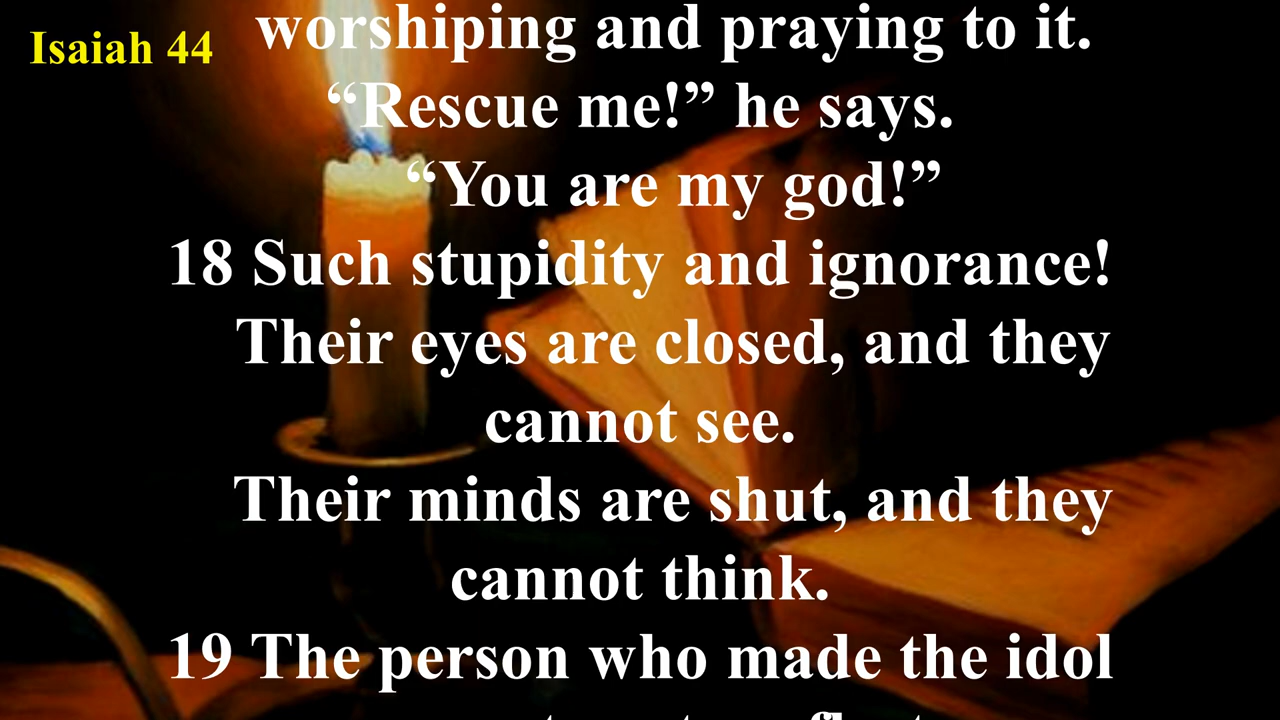 Isaiah 44
worshiping and praying to it.
“Rescue me!” he says.
“You are my god!”
18 Such stupidity and ignorance!
Their eyes are closed, and they
cannot see.
Their minds are shut, and they
cannot think.
19 The person who made the idol